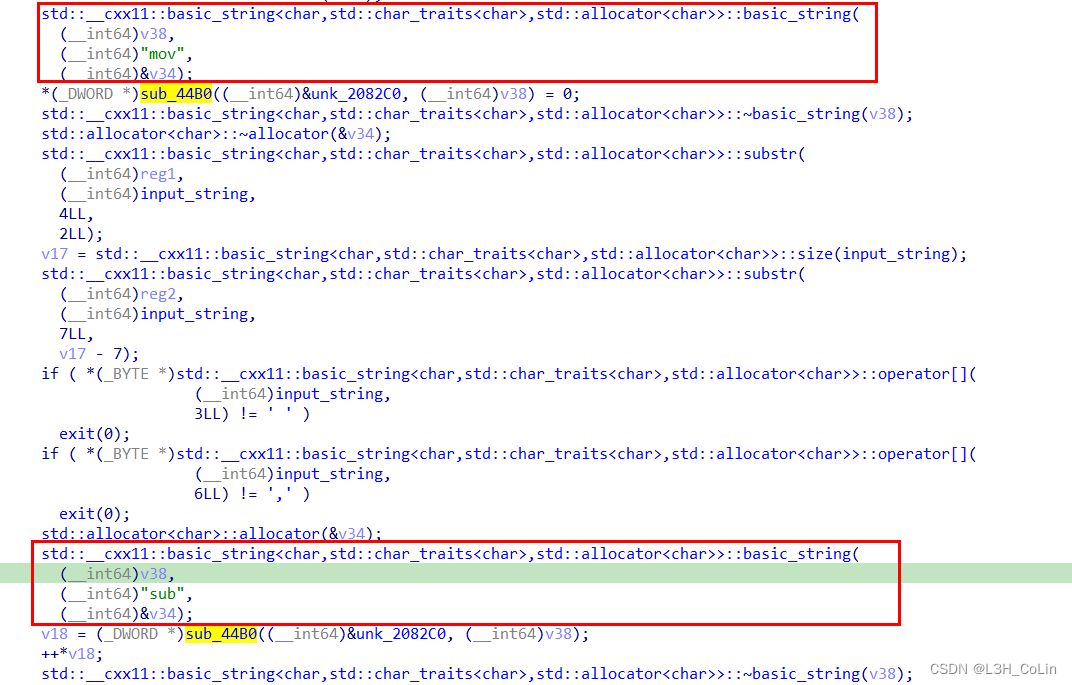 std::__cxx11::basic_string<char,std::char_traits<char>,std::allocator<char>>::basic_string(
(__int64)v38,
(__int64)"mov",
(__int64)&v34);
*(_DWORD *)sub_44B0((__int64)&unk_2082C0, (__int64)v38) = 0;
std::__cxx11::basic_string<char,std::char_traits<char>,std::allocator<char>>::~basic_string(v38);
std::allocator<char>::~allocator(&v34);
std::__cxx11::basic_string<char,std::char_traits<char>,std::allocator<char>>::substr(
(__int64)reg1,
(__int64)input_string,
4LL,
2LL);
v17 = std::__cxx11::basic_string<char,std::char_traits<char>,std::allocator<char>>::size(input_string);
std::__cxx11::basic_string<char,std::char_traits<char>,std::allocator<char>>::substr(
(__int64)reg2,
(__int64)input_string,
7LL,
v17 - 7);
if ( *(_BYTE *)std::__cxx11::basic_string<char,std::char_traits<char>,std::allocator<char>>::operator[](
(__int64)input_string,
3LL) != ' ' )
exit(0);
if ( *(_BYTE *)std::__cxx11::basic_string<char,std::char_traits<char>,std::allocator<char>>::operator[](
(__int64)input_string,
6LL) != ',' )
exit(0);
std::allocator<char>::allocator(&v34);
std::__cxx11::basic_string<char,std::char_traits<char>,std::allocator<char>>::basic_string(
(__int64)v38,
(__int64)"sub",
(__int64)&v34);
v18 = (_DWORD *)sub_44B0((__int64)&unk_2082C0, (__int64)v38);
++*v18;
std::__cxx11::basic_string<char,std::char_traits<char>,std::allocator<char>>::~basic_string(v38);
CSDN @L3H_CoLin